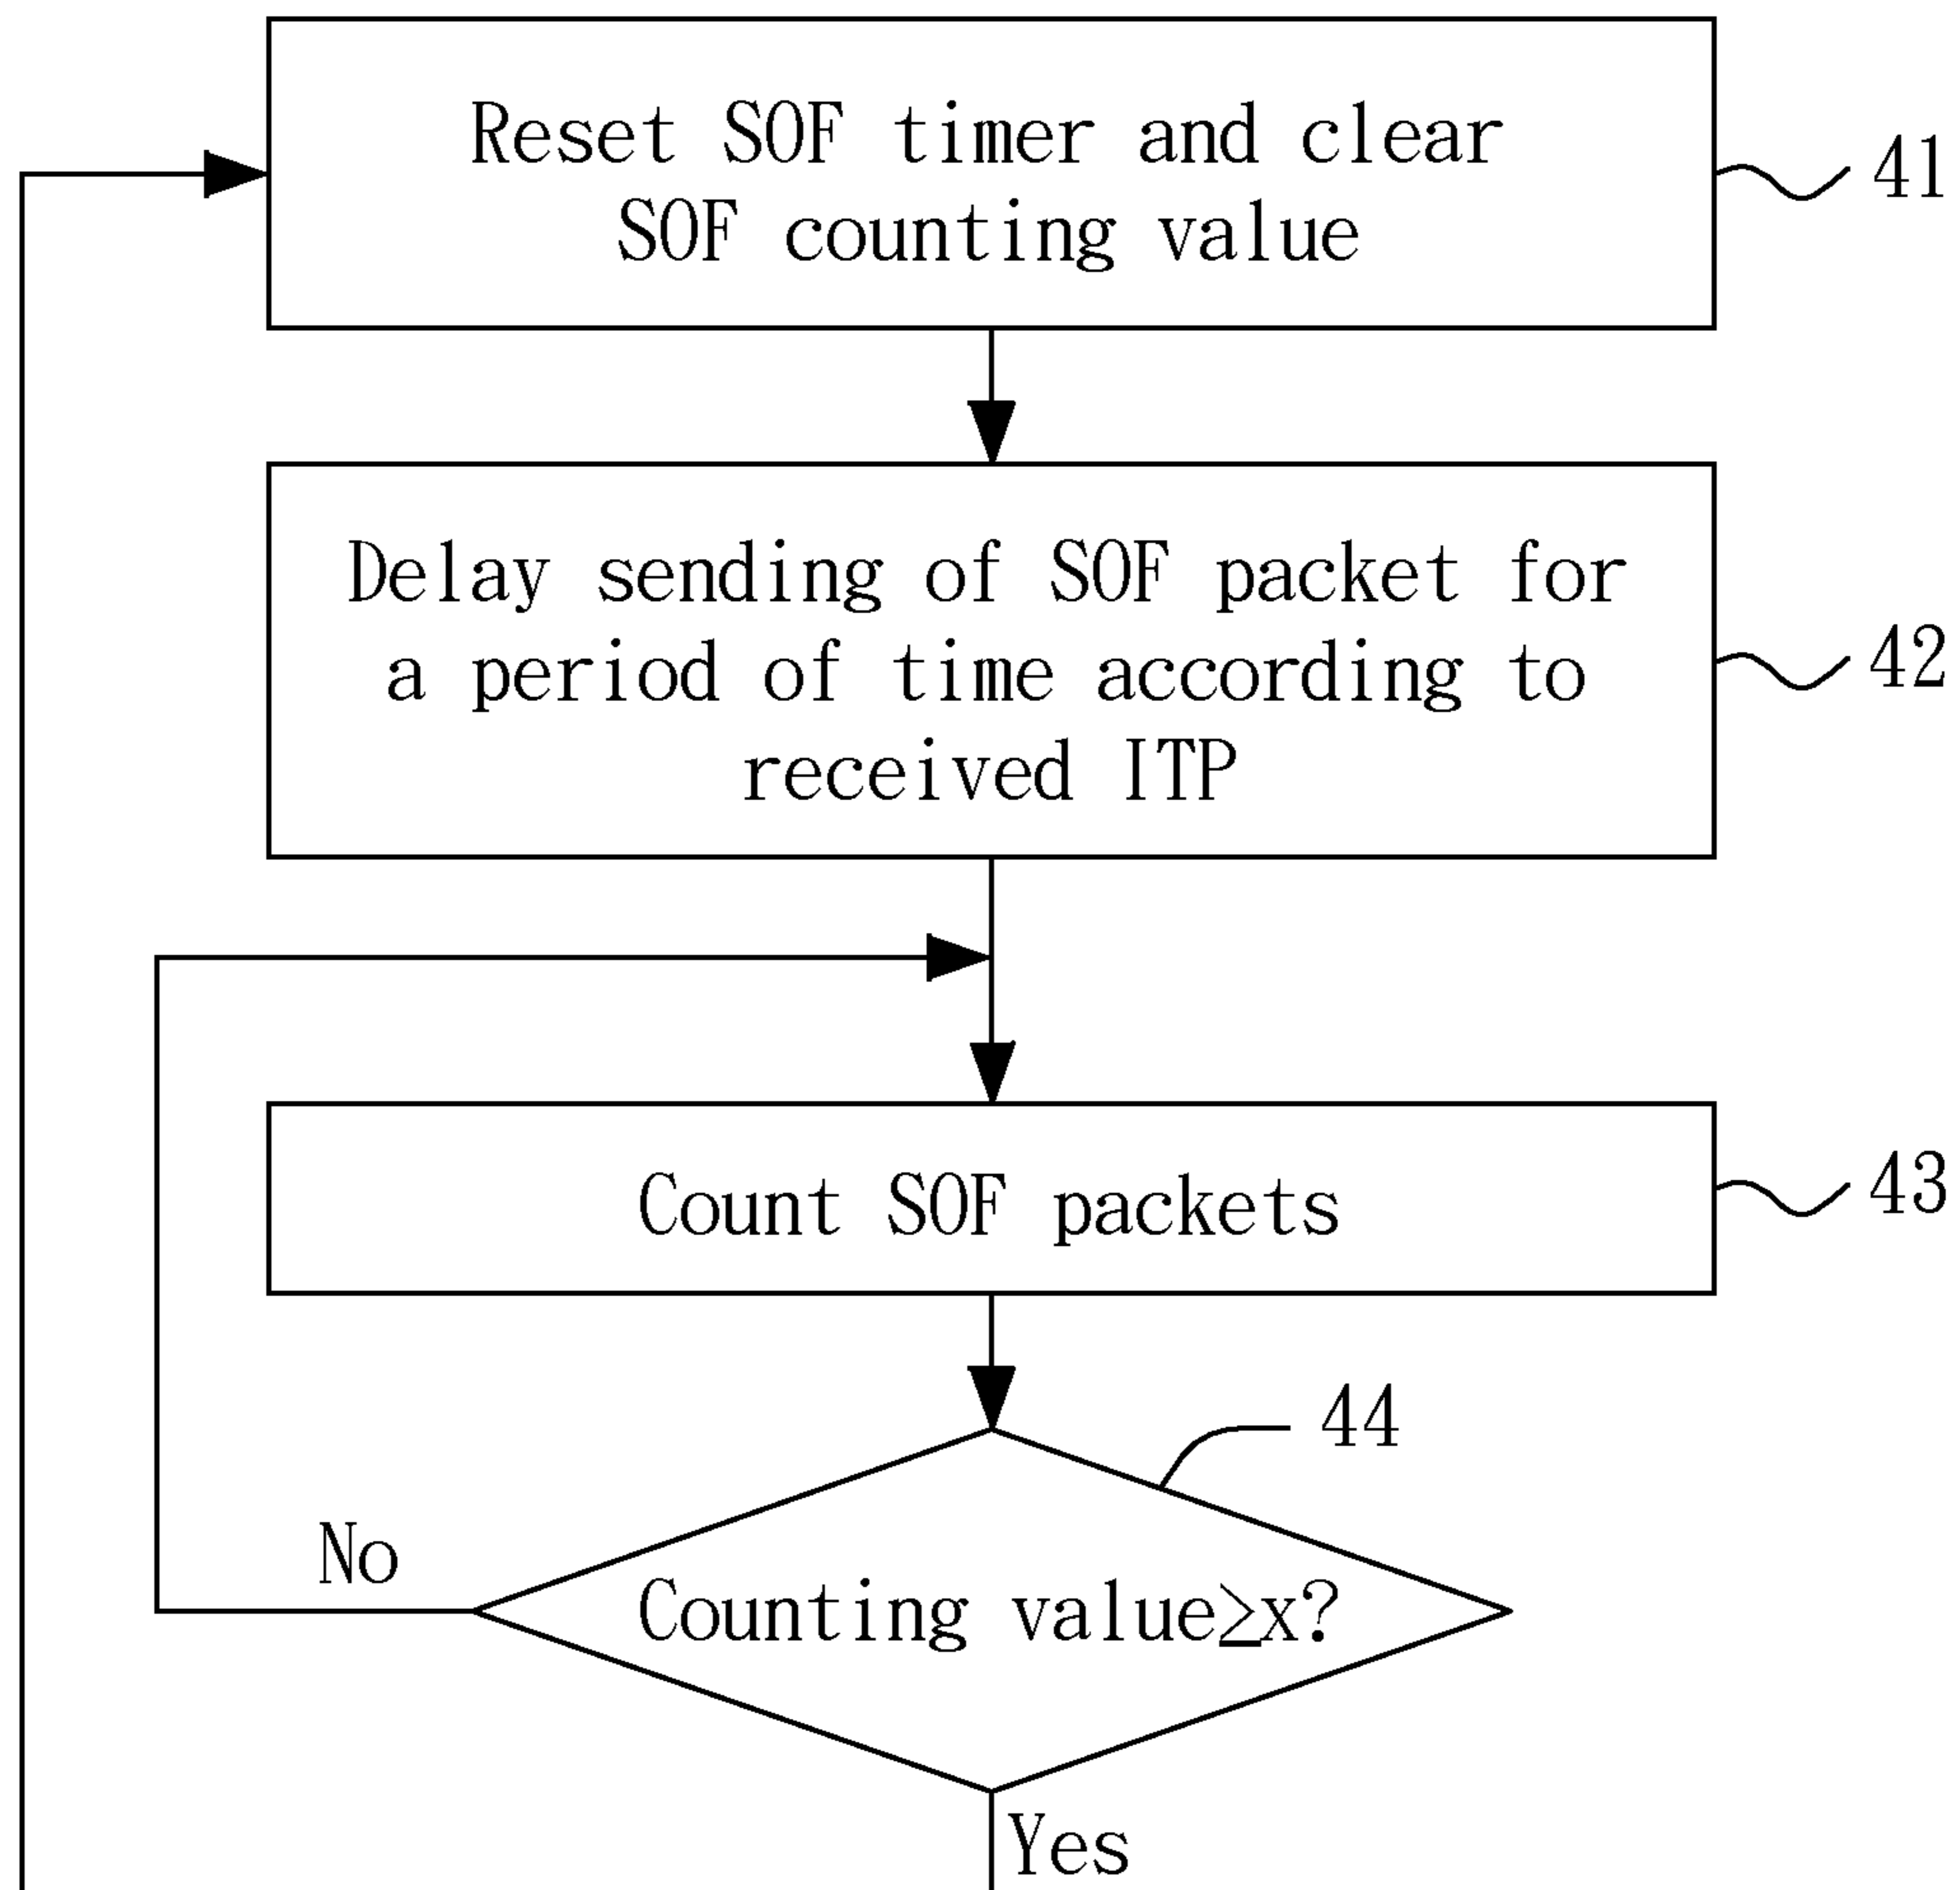 Reset SOF timer and clear
SOF counting value
41
Delay sending of SOF packet for
a period of time according to
received ITP
42
Count SOF packets
43
44
No
Counting value≥x?
Yes